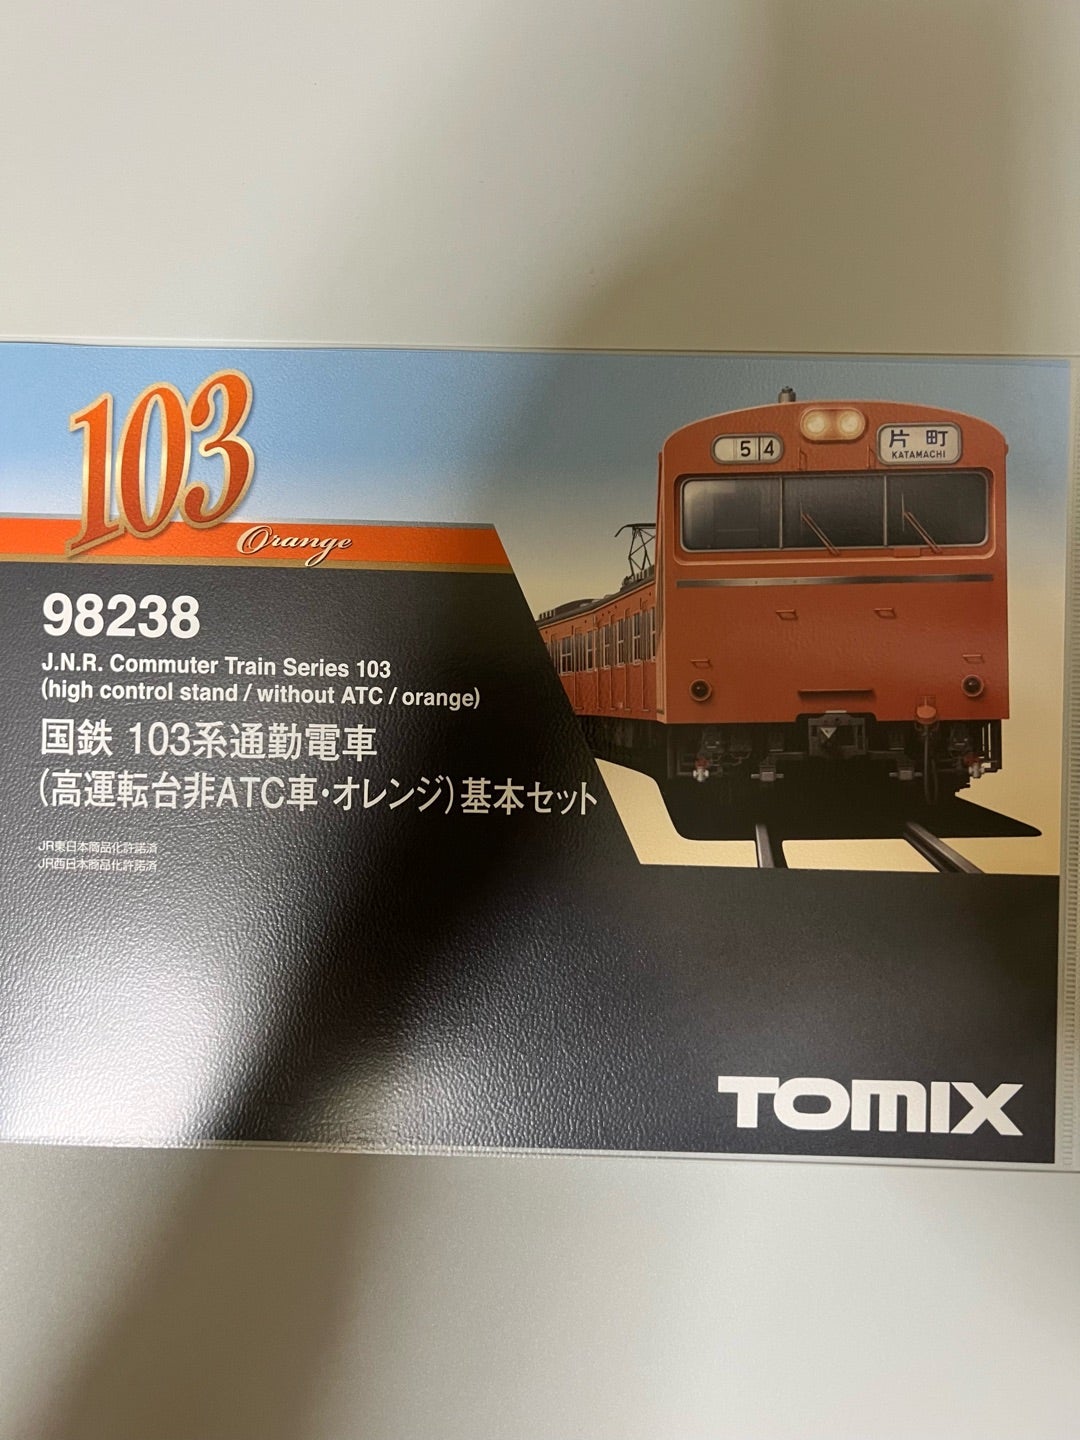 103
Orange
5 4
片町
KATAMACHI
98238
J.N.R. Commuter Train Series 103
(high control stand / without ATC / orange)
国鉄 103系通勤電車
(高運転台非ATC車・オレンジ)基本セット
JR東日本商品化許諾済
JR西日本商品化許諾済
TOMIX